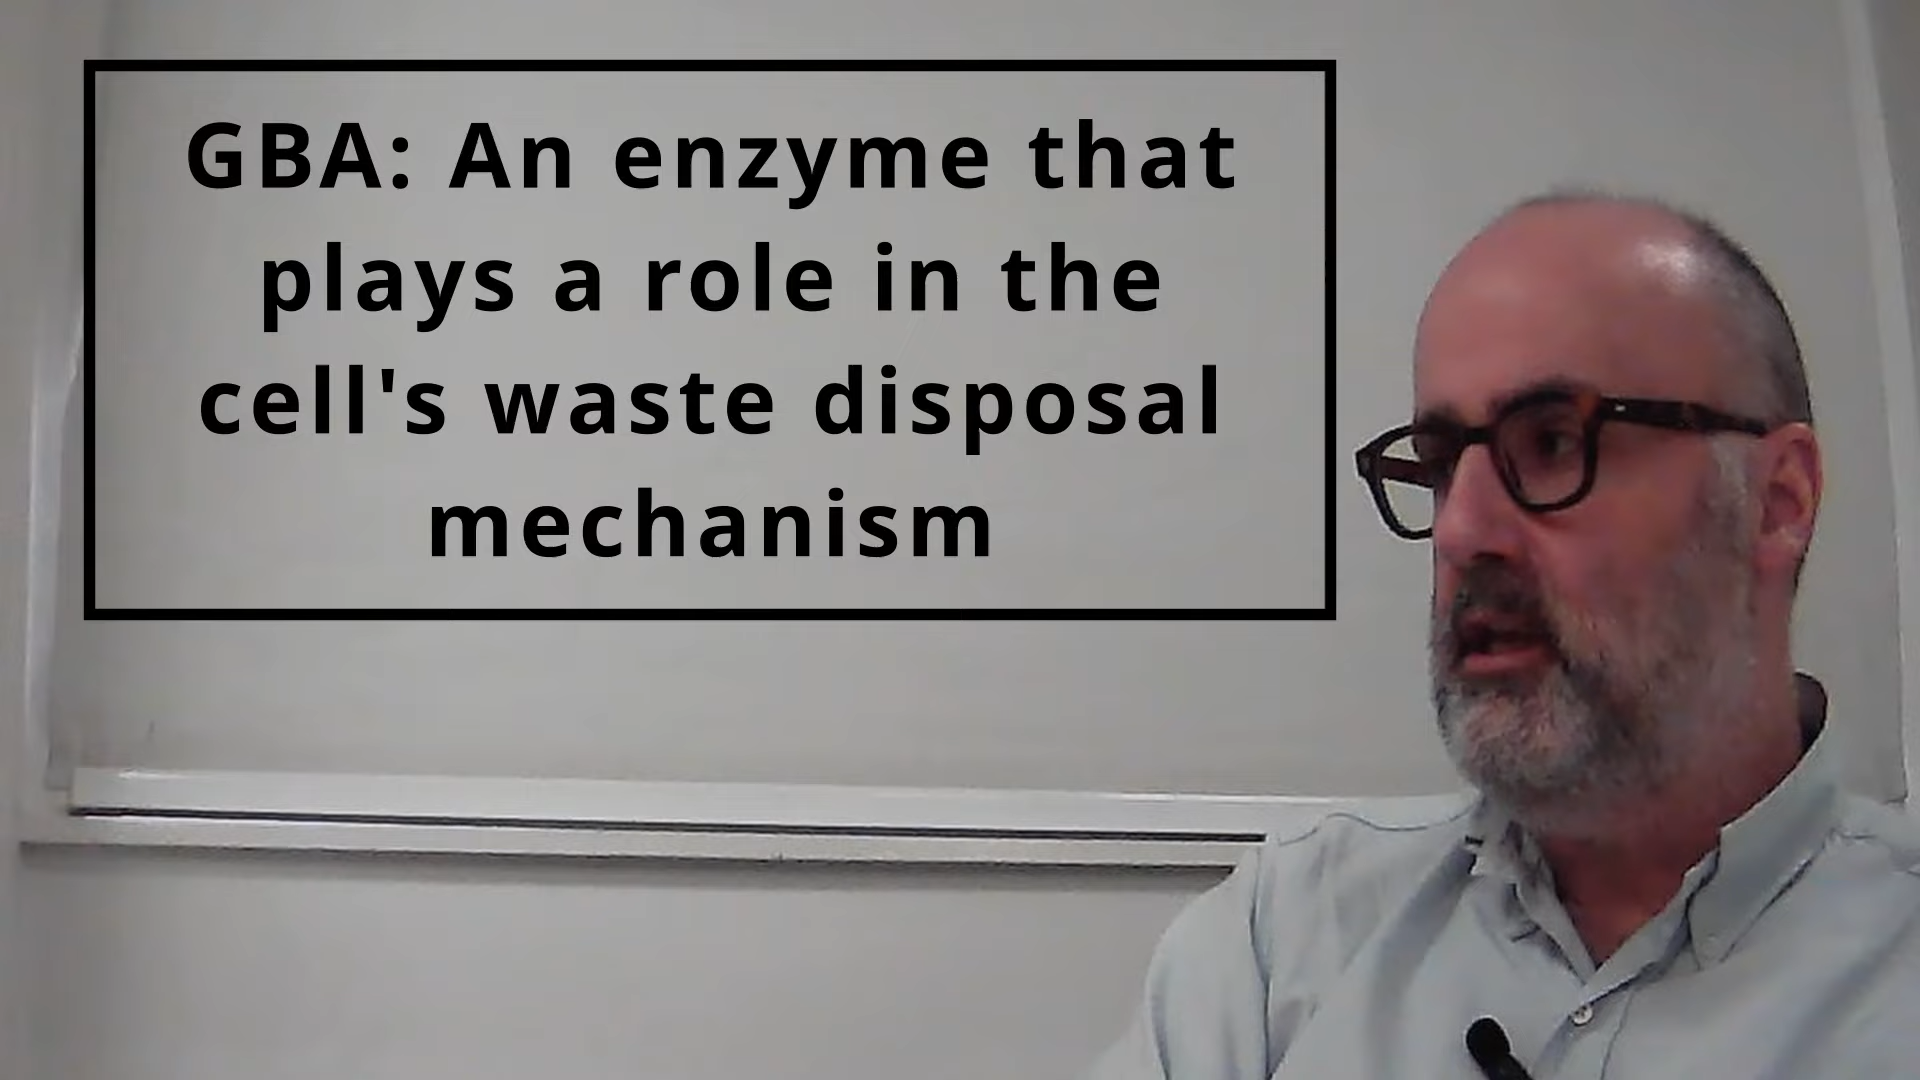 GBA: An enzyme that
plays a role in the
cell's waste disposal
mechanism